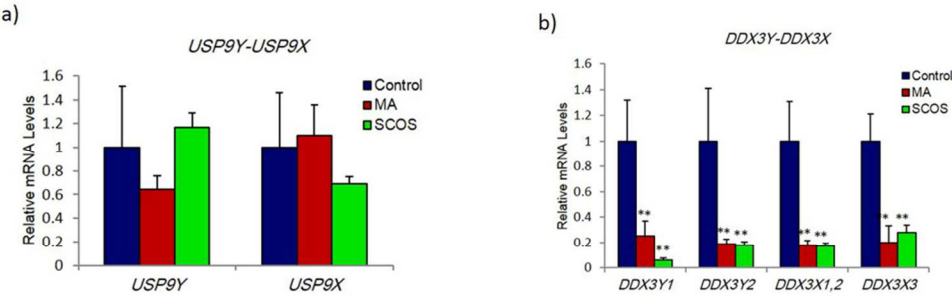 a)
USP9Y-USP9X
Relative mRNA Levels
1.6
1.4
1.2
1
0.8
0.6
0.4
0.2
0
Control
MA
SCOS
USP9Y
USP9X
b)
DDX3Y-DDX3X
Relative mRNA Levels
1.6
1.4
1.2
1
0.8
0.6
0.4
0.2
0
Control
MA
SCOS
**
**
** **
** **
** **
DDX3Y1
DDX3Y2
DDX3X1,2
DDX3X3